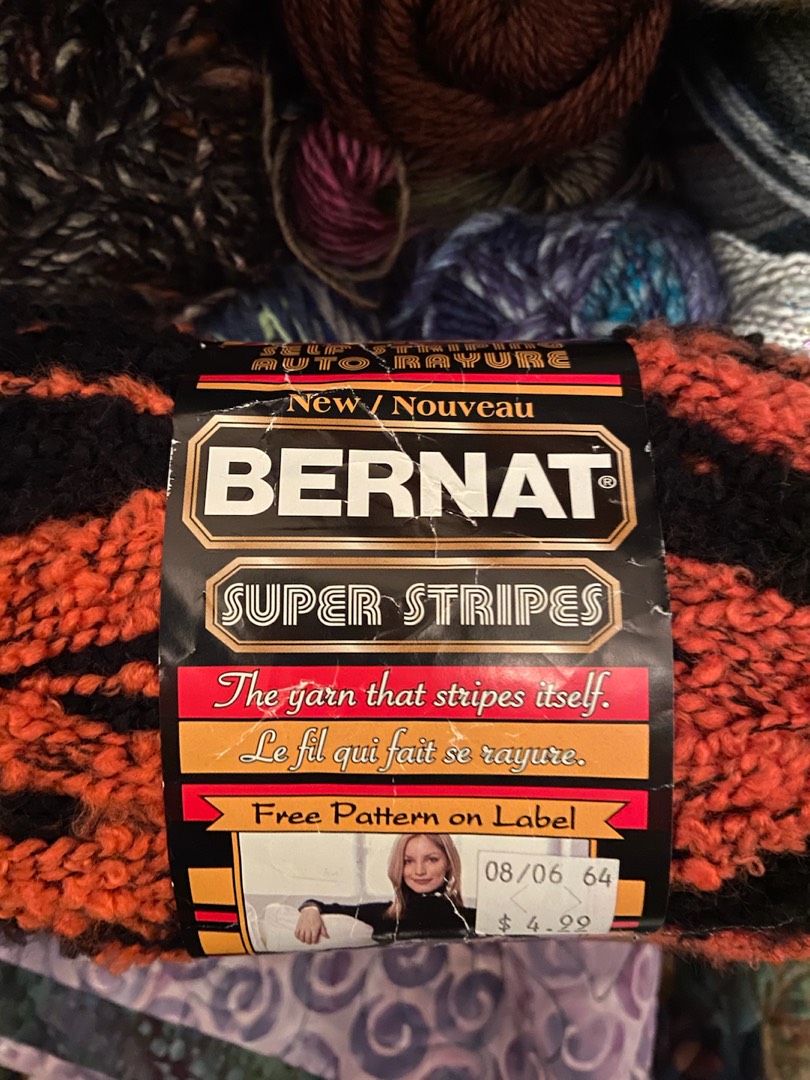 SELF STRIPING
AUTO RAYURE
New / Nouveau
BERNAT®
SUPER STRIPES
The yarn that stripes itself.
Le fil qui fait se rayure.
Free Pattern on Label
08/06 64
$ 4.99